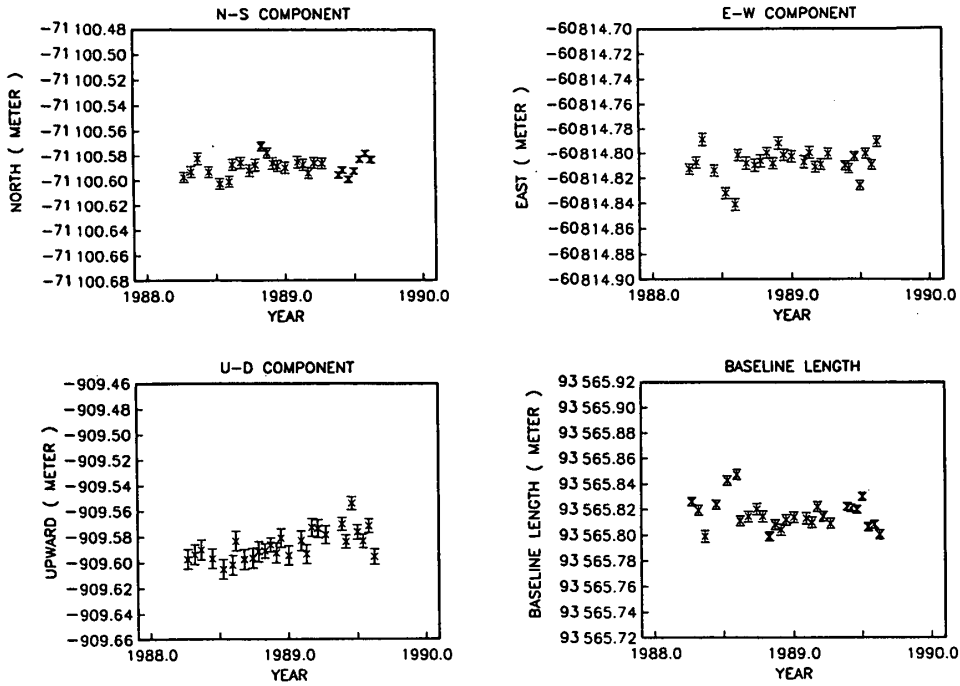 N-S COMPONENT
-71 100.48
-71 100.50
-71 100.52
-71 100.54
-71 100.56
-71 100.58
-71 100.60
-71 100.62
-71 100.64
-71 100.66
-71 100.68
NORTH ( METER )
1988.0 1989.0 1990.0
YEAR
E-W COMPONENT
-60814.70
-60814.72
-60814.74
-60814.76
-60814.78
-60814.80
-60814.82
-60814.84
-60814.86
-60814.88
-60814.90
EAST ( METER )
1988.0 1989.0 1990.0
YEAR
U-D COMPONENT
-909.46
-909.48
-909.50
-909.52
-909.54
-909.56
-909.58
-909.60
-909.62
-909.64
-909.66
UPWARD ( METER )
1988.0 1989.0 1990.0
YEAR
BASELINE LENGTH
93 565.92
93 565.90
93 565.88
93 565.86
93 565.84
93 565.82
93 565.80
93 565.78
93 565.76
93 565.74
93 565.72
BASELINE LENGTH ( METER )
1988.0 1989.0 1990.0
YEAR